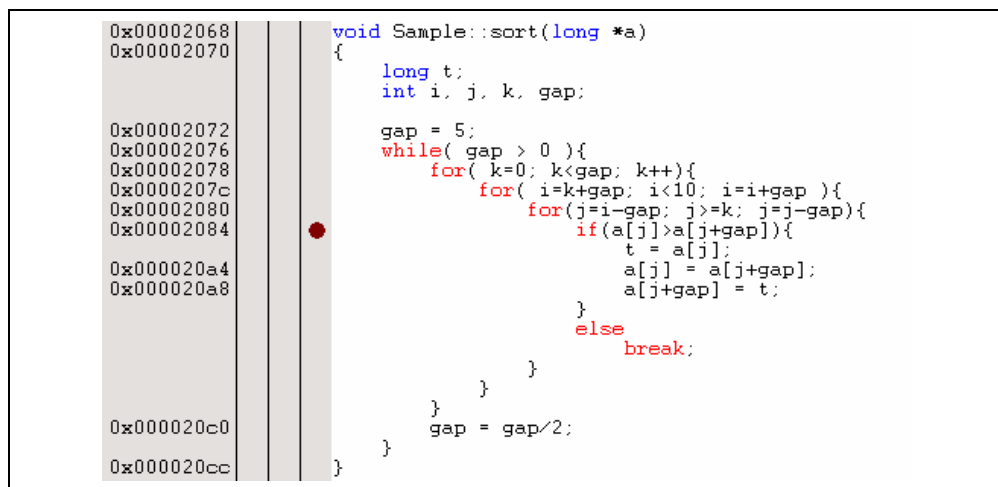 0x00002068 void Sample::sort(long *a)
0x00002070 {
long t;
int i, j, k, gap;
0x00002072 gap = 5;
0x00002076 while( gap > 0 ){
0x00002078 for( k=0; k<gap; k++){
0x0000207c for( i=k+gap; i<10; i=i+gap ){
0x00002080 for(j=i-gap; j>=k; j=j-gap){
0x00002084 if(a[j]>a[j+gap]){
t = a[j];
0x000020a4 a[j] = a[j+gap];
0x000020a8 a[j+gap] = t;
}
else
break;
}
}
}
0x000020c0 gap = gap/2;
}
0x000020cc }